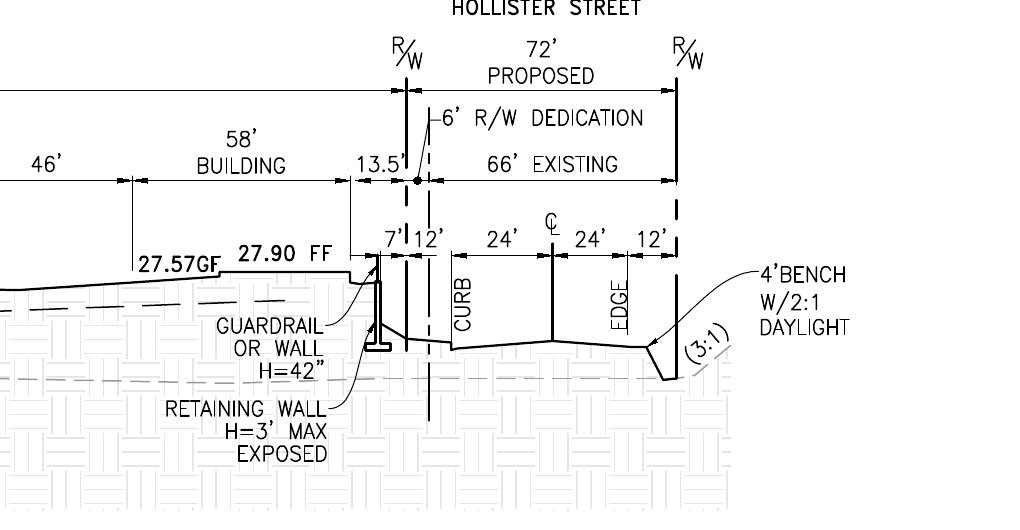 HOLLISTER STREET
R/W
72'
R/W
PROPOSED
6' R/W DEDICATION
58'
46'
BUILDING
13.5'
66' EXISTING
℄
7'
12'
24'
24'
12'
27.57GF
27.90 FF
CURB
EDGE
4'BENCH
W/2:1
DAYLIGHT
(3:1)
GUARDRAIL
OR WALL
H=42"
RETAINING WALL
H=3' MAX
EXPOSED